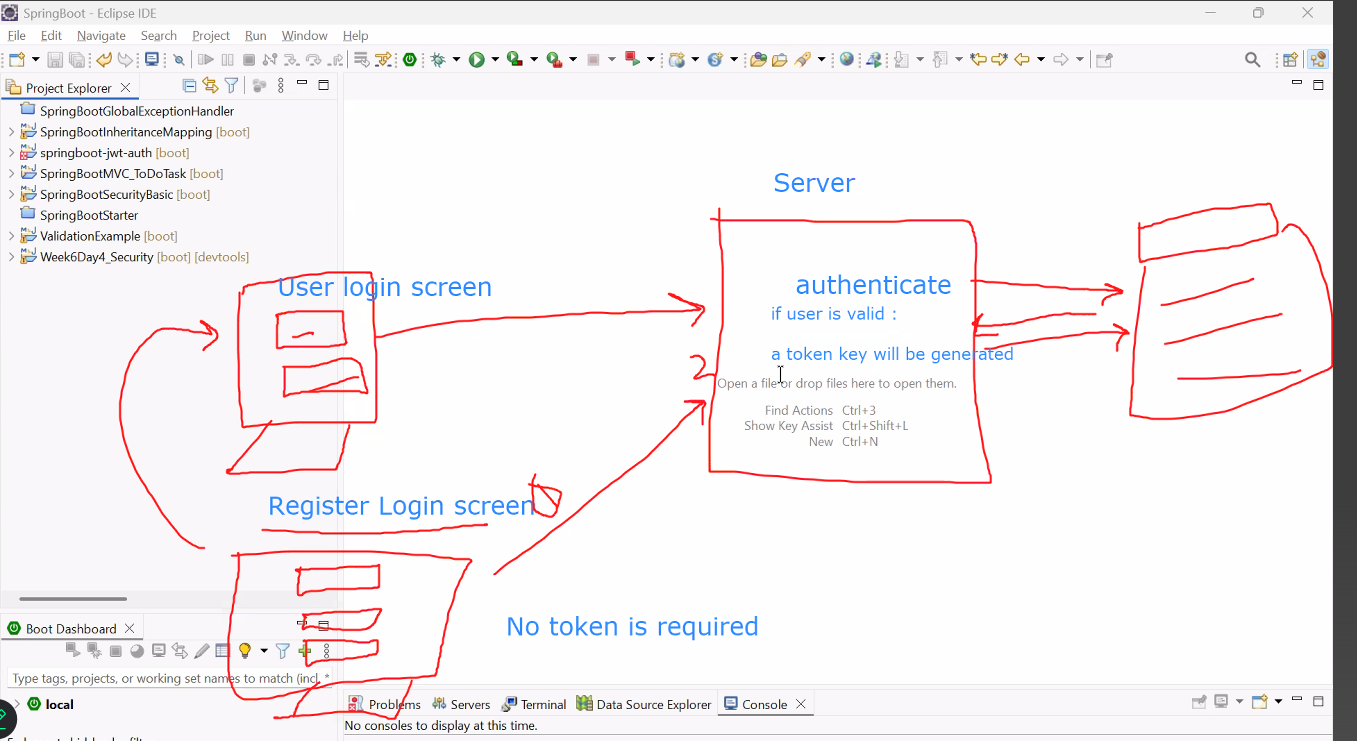 SpringBoot - Eclipse IDE
File Edit Navigate Search Project Run Window Help
Project Explorer
SpringBootGlobalExceptionHandler
SpringBootInheritanceMapping [boot]
springboot-jwt-auth [boot]
SpringBootMVC_ToDoTask [boot]
SpringBootSecurityBasic [boot]
SpringBootStarter
ValidationExample [boot]
Week6Day4_Security [boot] [devtools]
Server
User login screen
authenticate
if user is valid :
a token key will be generated
2
Open a file or drop files here to open them.
Find Actions Ctrl+3
Show Key Assist Ctrl+Shift+L
New Ctrl+N
Register Login screen
No token is required
Boot Dashboard
Type tags, projects, or working set names to match (incl. *
local
Problems Servers Terminal Data Source Explorer Console
No consoles to display at this time.